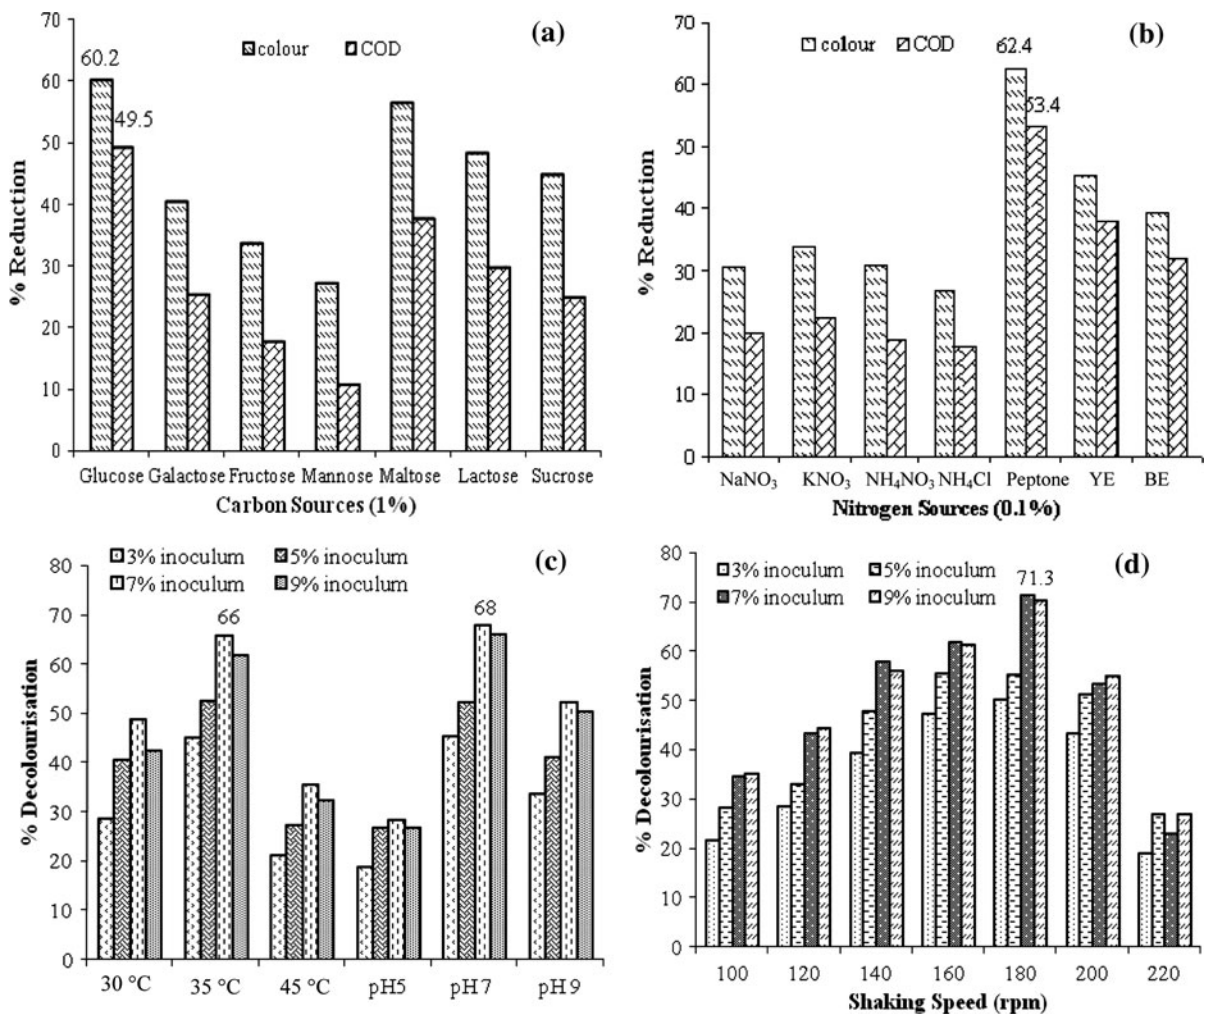 70
60
50
40
30
20
10
0
% Reduction
colour COD
(a)
60.2
49.5
Glucose Galactose Fructose Mannose Maltose Lactose Sucrose
Carbon Sources (1%)
70
60
50
40
30
20
10
0
% Reduction
colour COD
(b)
62.4
53.4
NaNO₃ KNO₃ NH₄NO₃ NH₄Cl Peptone YE BE
Nitrogen Sources (0.1%)
80
70
60
50
40
30
20
10
0
% Decolourisation
3% inoculum 5% inoculum
7% inoculum 9% inoculum
(c)
66
68
30 °C 35 °C 45 °C pH5 pH7 pH9
80
70
60
50
40
30
20
10
0
% Decolourisation
3% inoculum 5% inoculum
7% inoculum 9% inoculum
(d)
71.3
100 120 140 160 180 200 220
Shaking Speed (rpm)